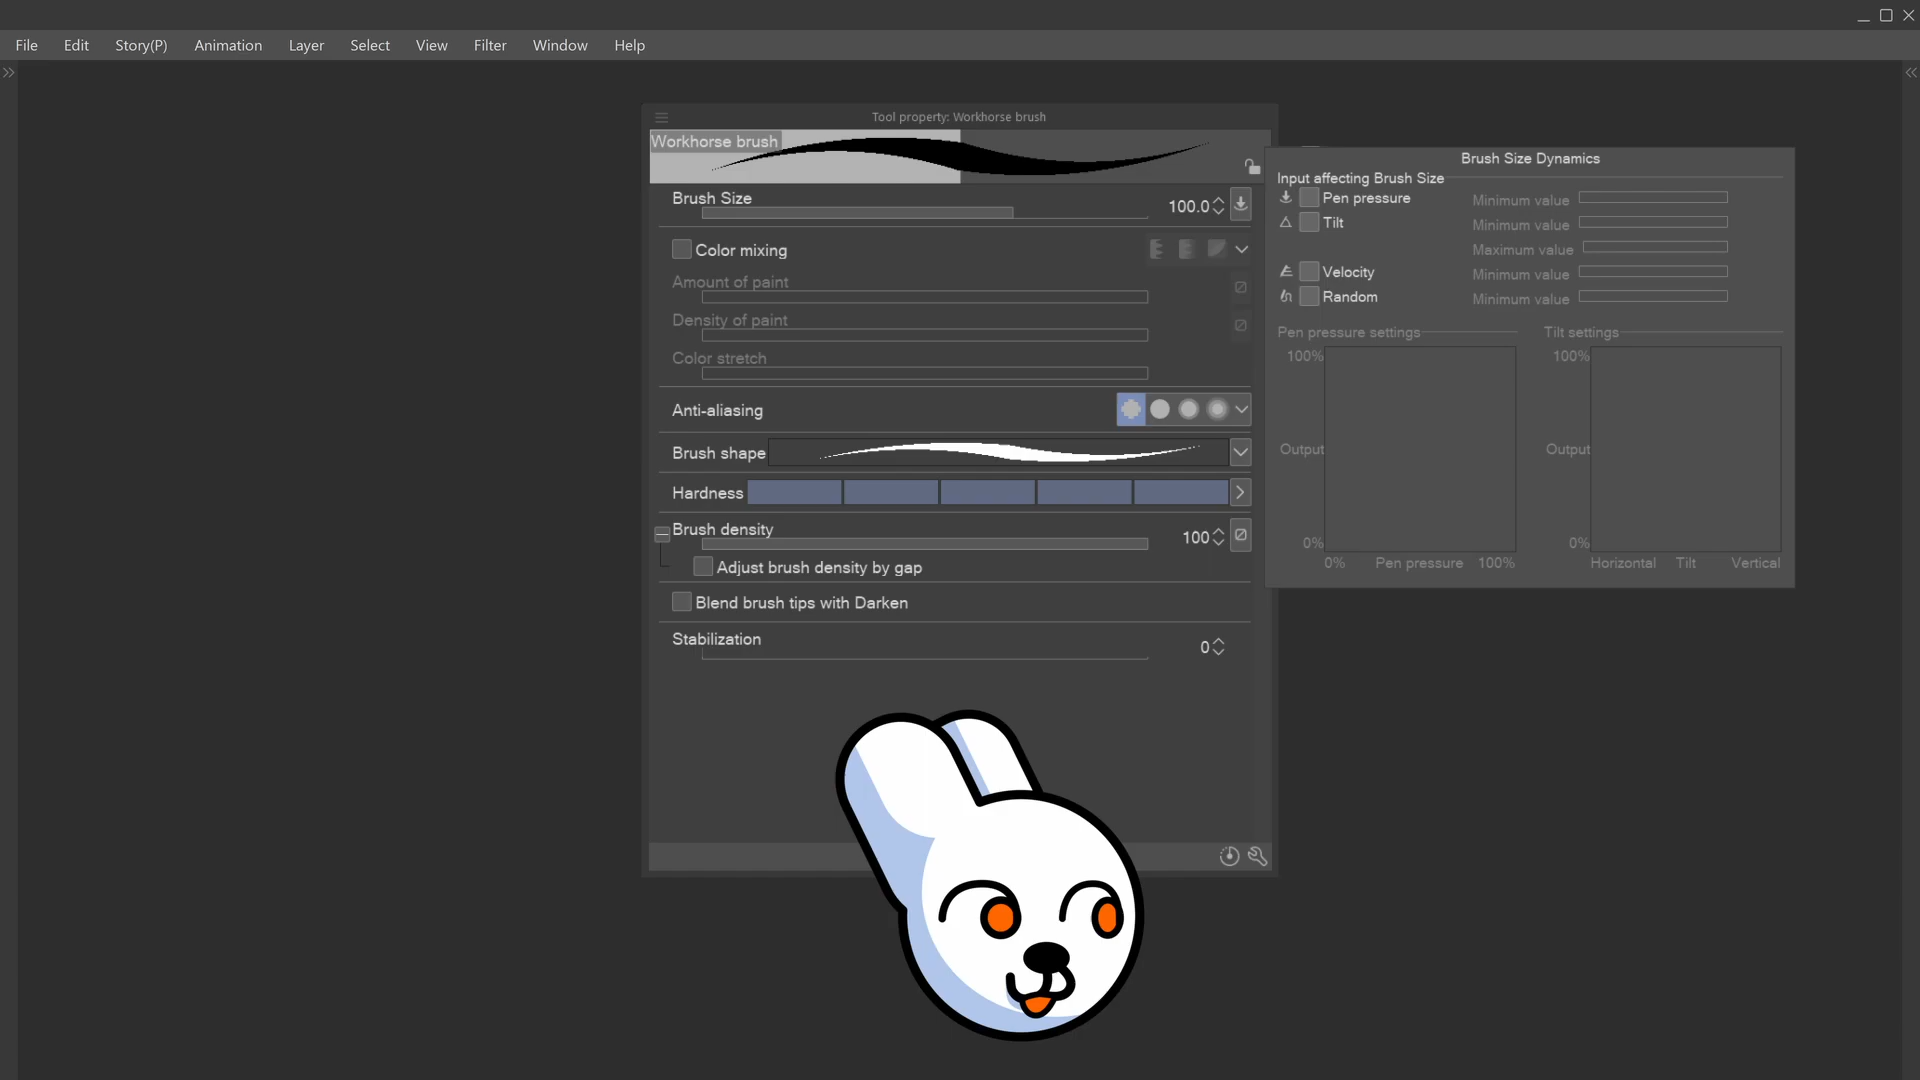 File Edit Story(P) Animation Layer Select View Filter Window Help
Tool property: Workhorse brush
Workhorse brush
Brush Size 100.0
Color mixing
Amount of paint
Density of paint
Color stretch
Anti-aliasing
Brush shape
Hardness
Brush density 100
Adjust brush density by gap
Blend brush tips with Darken
Stabilization 0
Brush Size Dynamics
Input affecting Brush Size
Pen pressure Minimum value
Tilt Minimum value
Maximum value
Velocity Minimum value
Random Minimum value
Pen pressure settings Tilt settings
100% 100%
Output Output
0% 0%
0% Pen pressure 100% Horizontal Tilt Vertical